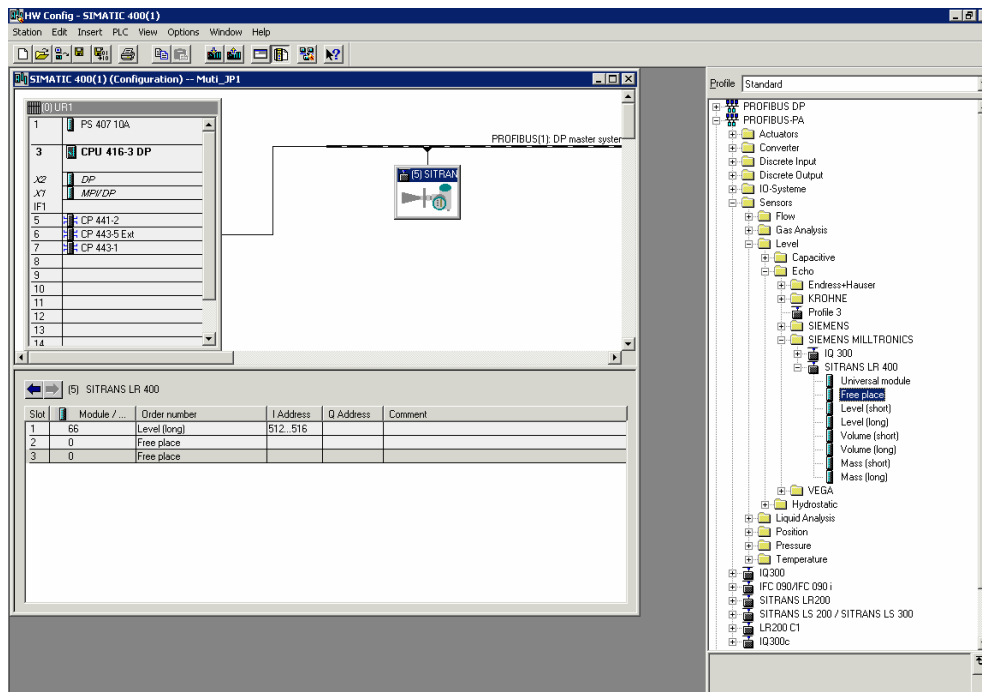 HW Config - SIMATIC 400(1)
Station Edit Insert PLC View Options Window Help
SIMATIC 400(1) (Configuration) -- Muti_JP1
(0) UR1
1 PS 407 10A
3 CPU 416-3 DP
X2 DP
X1 MPI/DP
IF1
5 CP 441-2
6 CP 443-5 Ext
7 CP 443-1
8
9
10
11
12
13
14
PROFIBUS(1): DP master syster
(5) SITRAN
(5) SITRANS LR 400
Slot Module / ... Order number I Address Q Address Comment
1 66 Level (long) 512...516
2 0 Free place
3 0 Free place
Profile Standard
PROFIBUS DP
PROFIBUS-PA
Actuators
Converter
Discrete Input
Discrete Output
IO-Systeme
Sensors
Flow
Gas Analysis
Level
Capacitive
Echo
Endress+Hauser
KROHNE
Profile 3
SIEMENS
SIEMENS MILLTRONICS
IQ 300
SITRANS LR 400
Universal module
Free place
Level (short)
Level (long)
Volume (short)
Volume (long)
Mass (short)
Mass (long)
VEGA
Hydrostatic
Liquid Analysis
Position
Pressure
Temperature
IQ300
IFC 090/IFC 090 i
SITRANS LR200
SITRANS LS 200 / SITRANS LS 300
LR200 C1
IQ300c